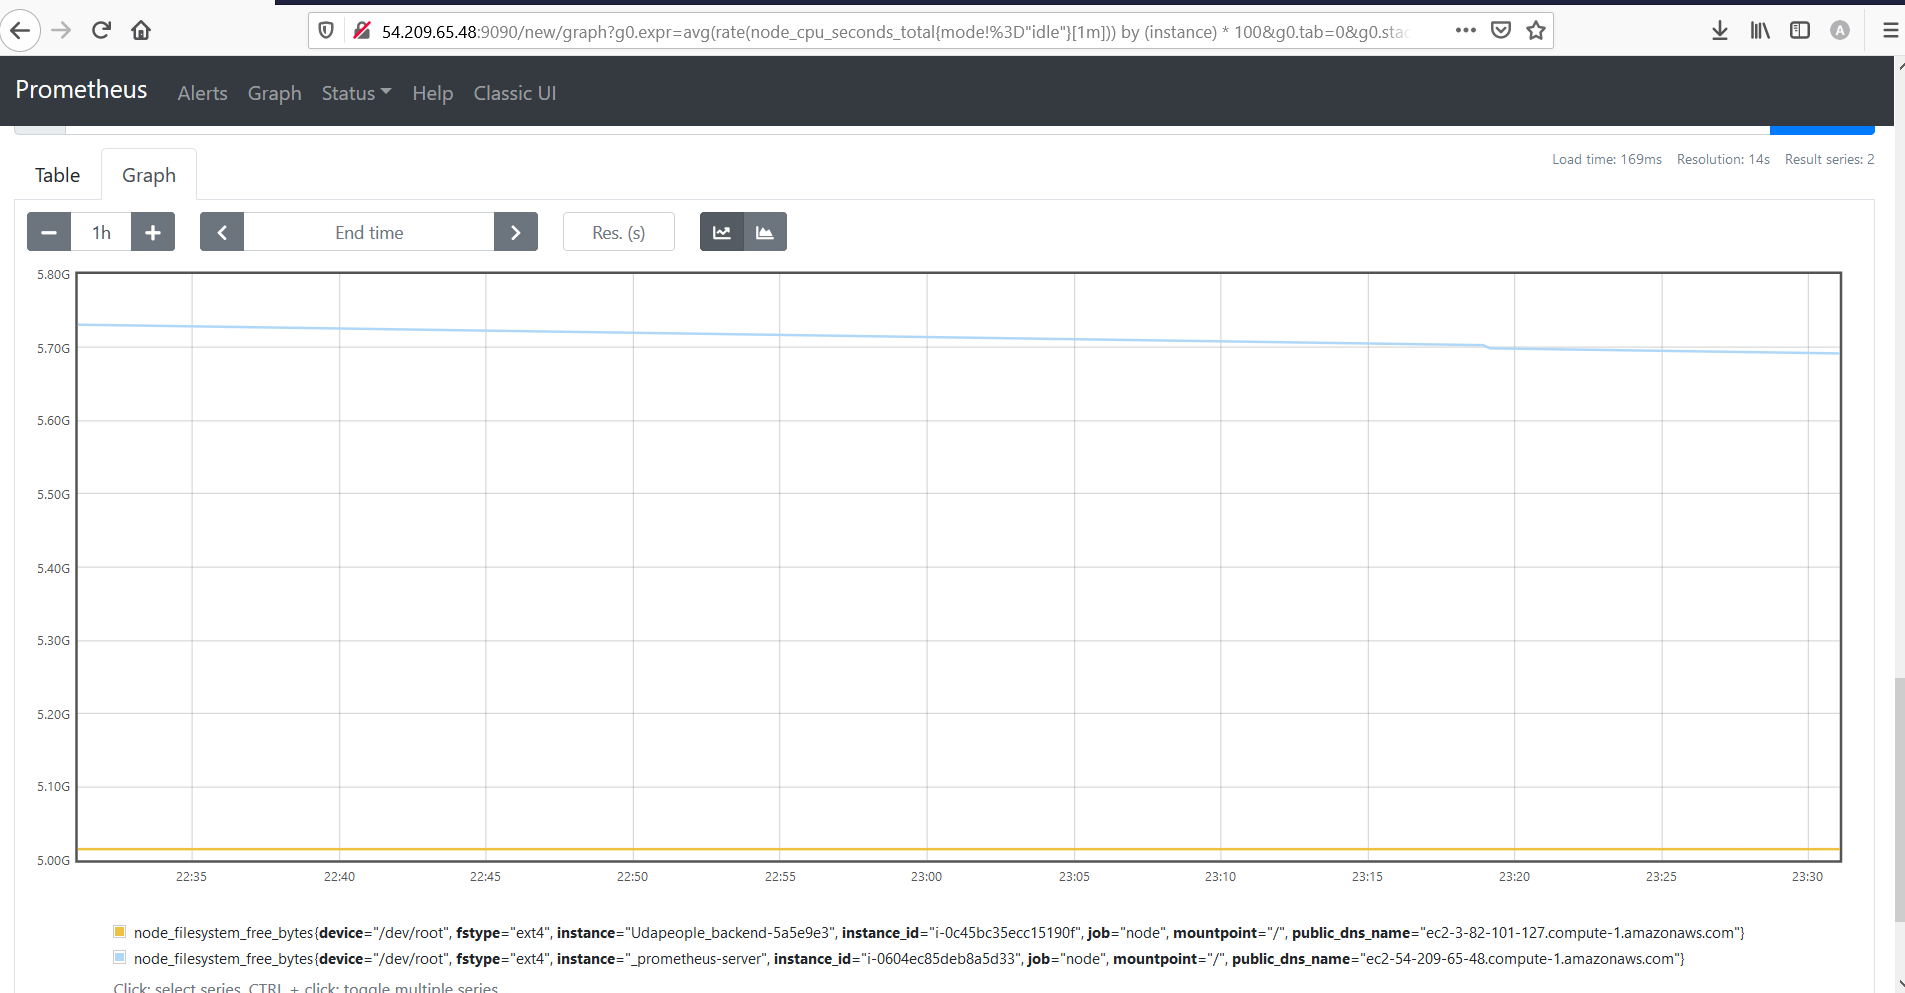 54.209.65.48:9090/new/graph?g0.expr=avg(rate(node_cpu_seconds_total{mode!%3D"idle"}[1m])) by (instance) * 100&g0.tab=0&g0.stac
A
Prometheus Alerts Graph Status Help Classic UI
Load time: 169ms Resolution: 14s Result series: 2
Table Graph
1h End time Res. (s)
5.80G
5.70G
5.60G
5.50G
5.40G
5.30G
5.20G
5.10G
5.00G
22:35 22:40 22:45 22:50 22:55 23:00 23:05 23:10 23:15 23:20 23:25 23:30
node_filesystem_free_bytes{device="/dev/root", fstype="ext4", instance="Udapeople_backend-5a5e9e3", instance_id="i-0c45bc35ecc15190f", job="node", mountpoint="/", public_dns_name="ec2-3-82-101-127.compute-1.amazonaws.com"}
node_filesystem_free_bytes{device="/dev/root", fstype="ext4", instance="_prometheus-server", instance_id="i-0604ec85deb8a5d33", job="node", mountpoint="/", public_dns_name="ec2-54-209-65-48.compute-1.amazonaws.com"}
Click: select series, CTRL + click: toggle multiple series